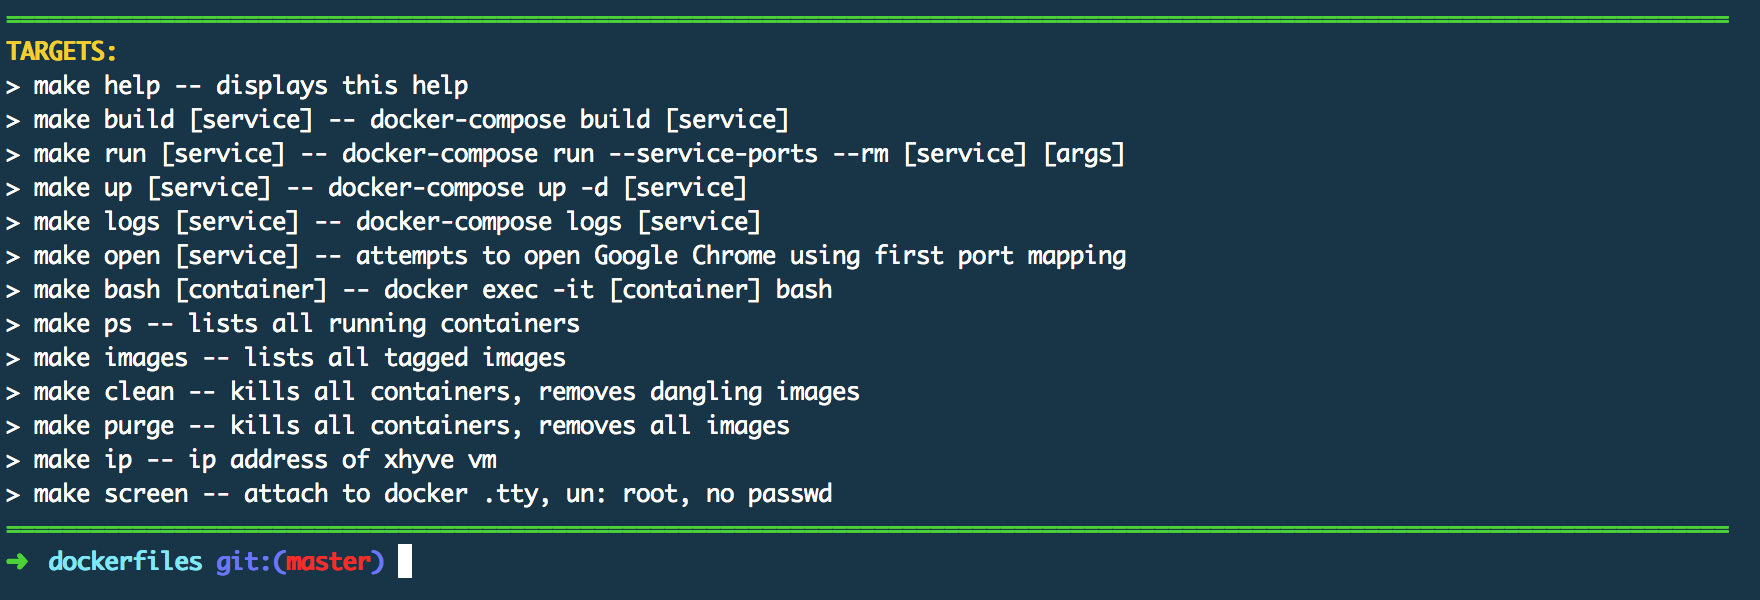 TARGETS:
> make help -- displays this help
> make build [service] -- docker-compose build [service]
> make run [service] -- docker-compose run --service-ports --rm [service] [args]
> make up [service] -- docker-compose up -d [service]
> make logs [service] -- docker-compose logs [service]
> make open [service] -- attempts to open Google Chrome using first port mapping
> make bash [container] -- docker exec -it [container] bash
> make ps -- lists all running containers
> make images -- lists all tagged images
> make clean -- kills all containers, removes dangling images
> make purge -- kills all containers, removes all images
> make ip -- ip address of xhyve vm
> make screen -- attach to docker .tty, un: root, no passwd
➜ dockerfiles git:(master)